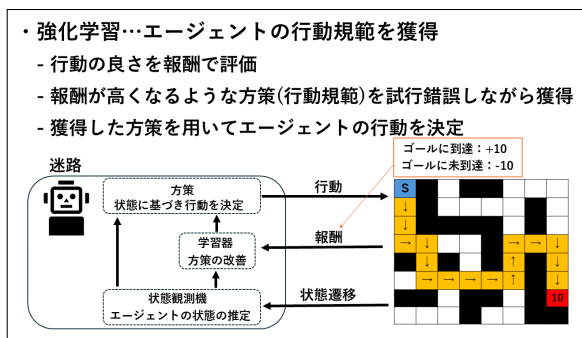 ・強化学習…エージェントの行動規範を獲得
- 行動の良さを報酬で評価
- 報酬が高くなるような方策(行動規範)を試行錯誤しながら獲得
- 獲得した方策を用いてエージェントの行動を決定
迷路
ゴールに到達：+10
ゴールに未到達：-10
方策
状態に基づき行動を決定
行動
学習器
方策の改善
報酬
状態観測機
エージェントの状態の推定
状態遷移
S
↓
↓
→ ↓ → → ↓
↓ ↑ ↓
→ → → → ↑ ↓
10